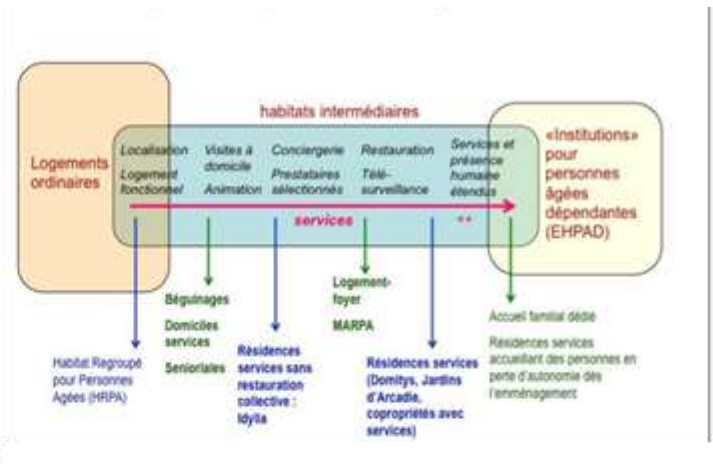 habitats intermédiaires
Logements
ordinaires
Localisation
Logement
fonctionnel
Visites à
domicile
Animation
Conciergerie
Prestataires
sélectionnés
Restauration
Télé-
surveillance
Services et
présence
humaine
étendus
services
**
«Institutions»
pour
personnes
âgées
dépendantes
(EHPAD)
Habitat Regroupé
pour Personnes
Agées (HRPA)
Béguinages
Domiciles
services
Senioriales
Résidences
services sans
restauration
collective :
Idylia
Logement-
foyer
MARPA
Résidences services
(Domitys, Jardins
d'Arcadie,
copropriétés avec
services)
Accueil familial dédié
Résidences services
accueillant des personnes en
perte d'autonomie dès
l'emménagement